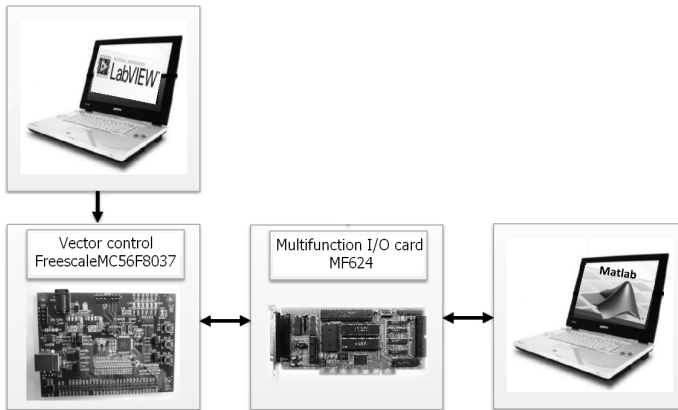 LabVIEW
Vector control
FreescaleMC56F8037
Multifunction I/O card
MF624
Matlab